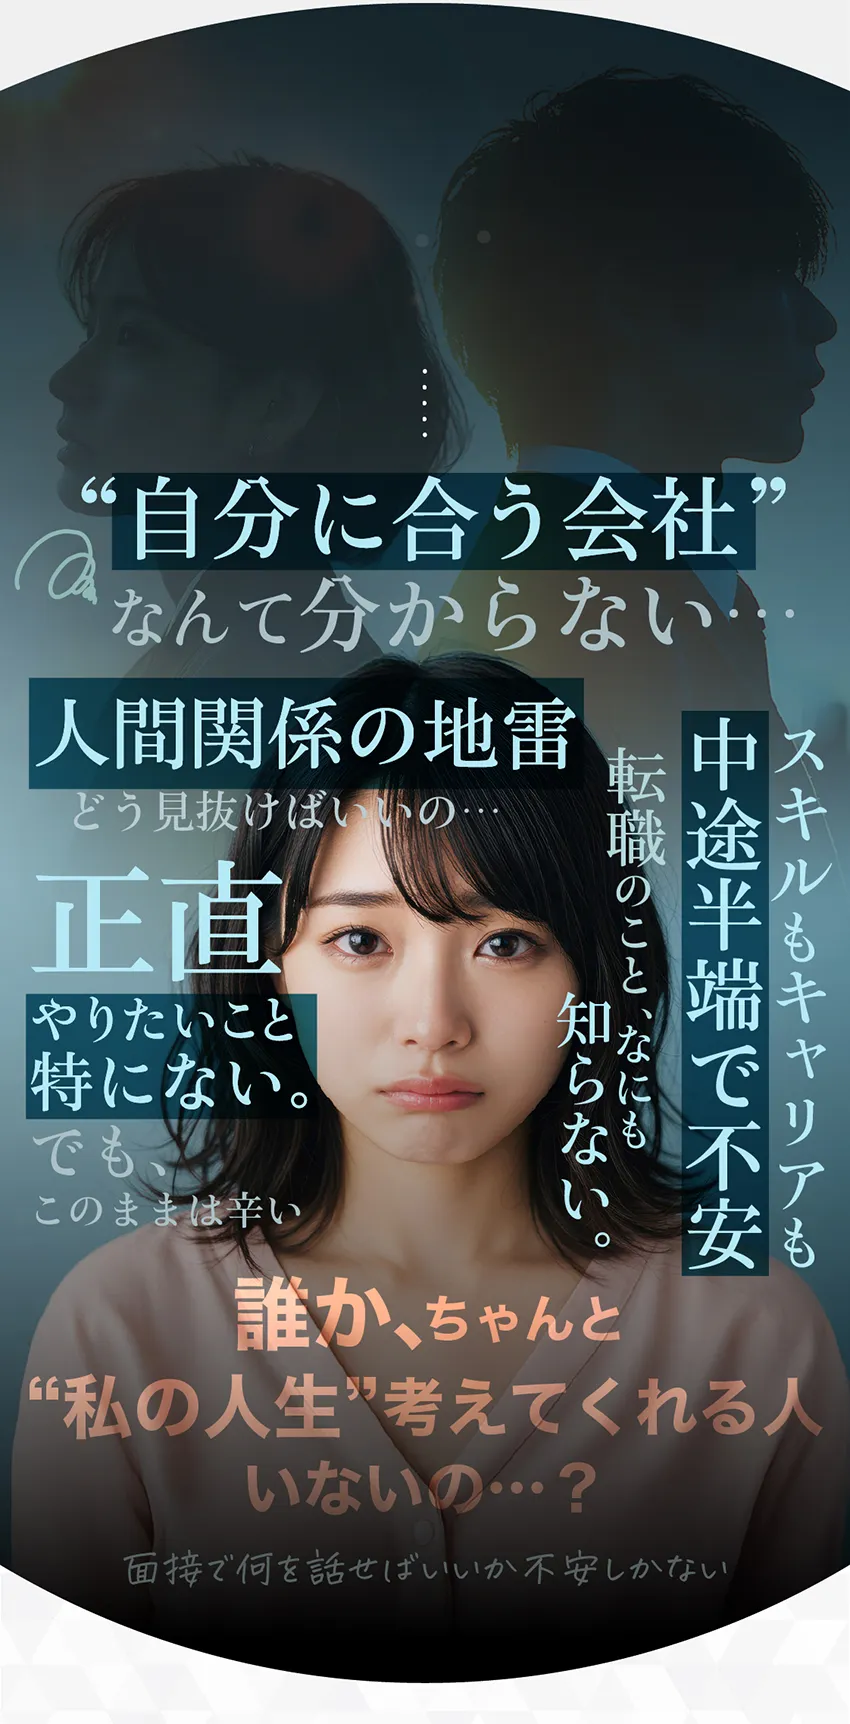 “自分に合う会社”
なんて分からない…
人間関係の地雷
どう見抜けばいいの…
スキルもキャリアも
中途半端で不安
転職のこと、なにも
知らない。
正直
やりたいこと
特にない。
でも、
このままは辛い
誰か、ちゃんと
“私の人生”考えてくれる人
いないの…？
面接で何を話せばいいか不安しかない